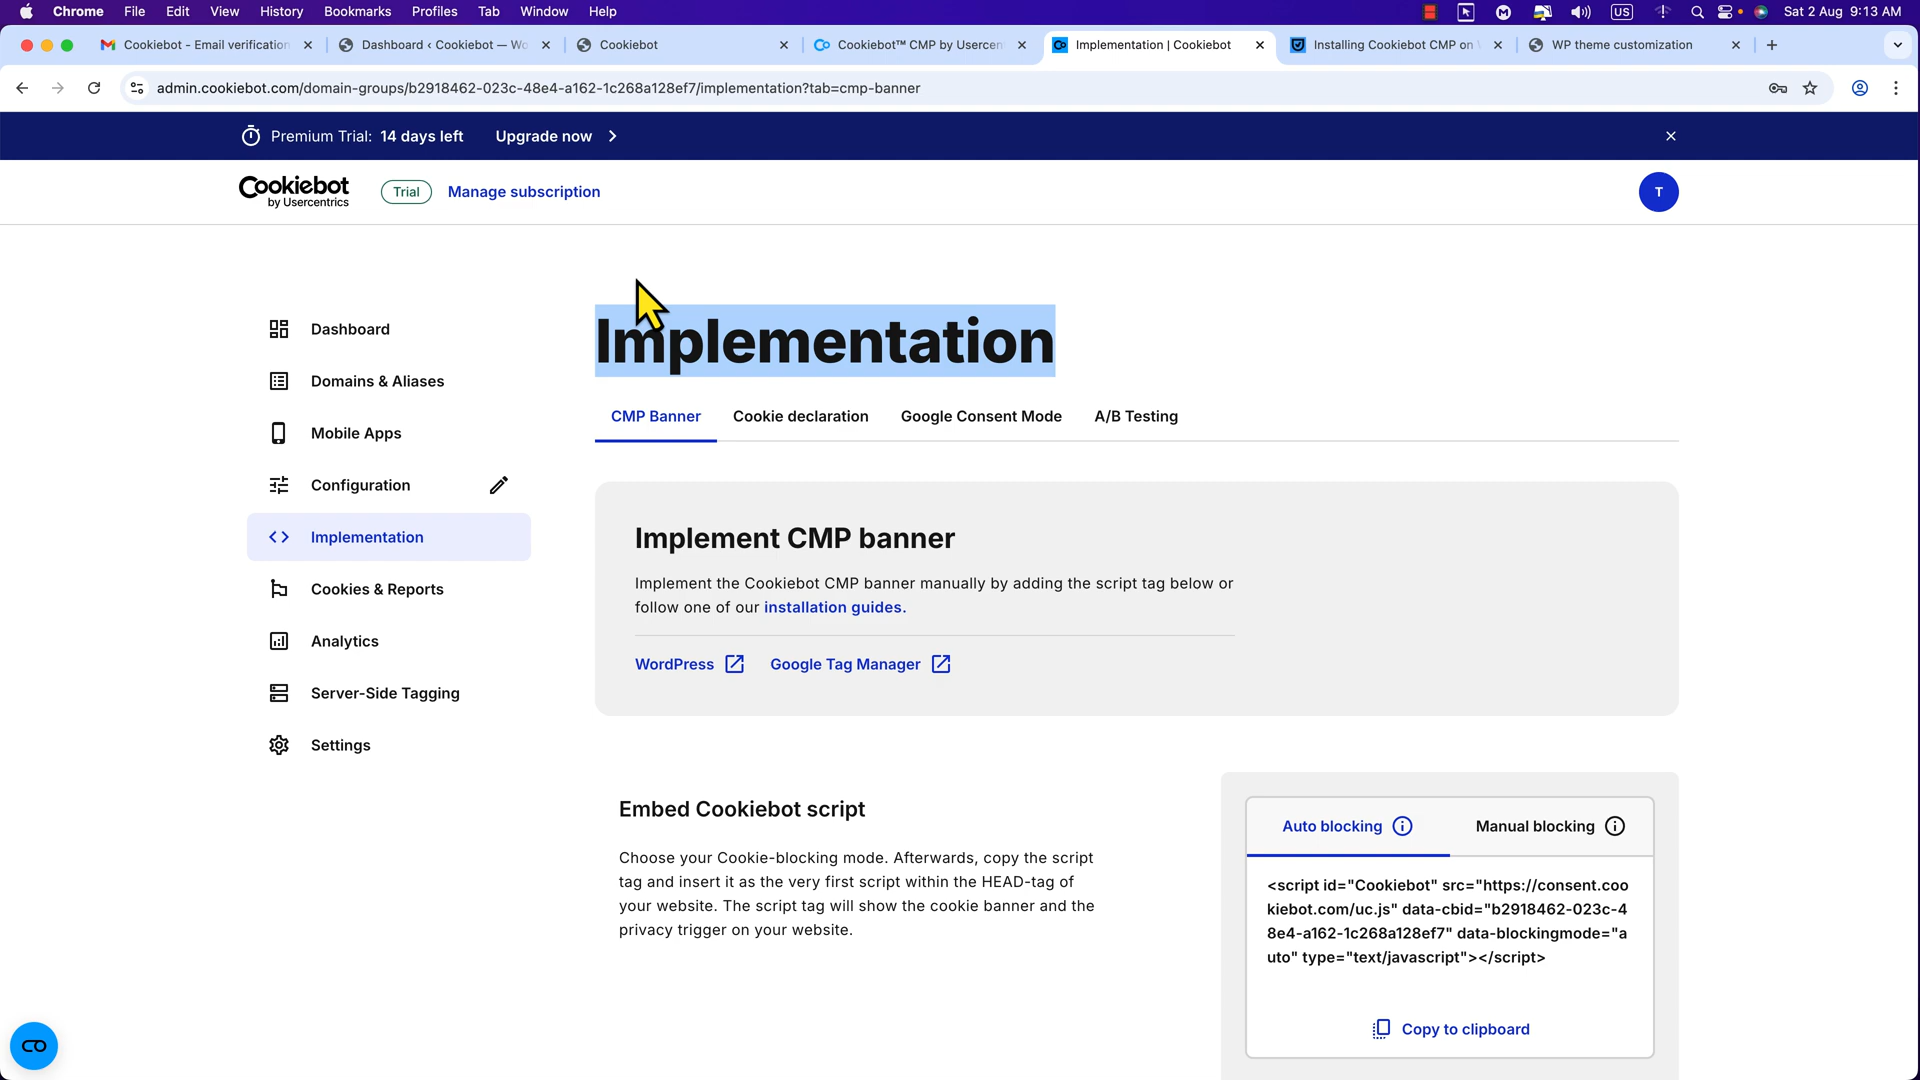 Chrome File Edit View History Bookmarks Profiles Tab Window Help
US
Sat 2 Aug 9:13 AM
Cookiebot - Email verification
Dashboard ‹ Cookiebot — Wo
Cookiebot
Cookiebot™ CMP by Usercen
Implementation | Cookiebot
Installing Cookiebot CMP on
WP theme customization
admin.cookiebot.com/domain-groups/b2918462-023c-48e4-a162-1c268a128ef7/implementation?tab=cmp-banner
Premium Trial: 14 days left
Upgrade now
Cookiebot
by Usercentrics
Trial
Manage subscription
T
Dashboard
Domains & Aliases
Mobile Apps
Configuration
Implementation
Cookies & Reports
Analytics
Server-Side Tagging
Settings
Implementation
CMP Banner
Cookie declaration
Google Consent Mode
A/B Testing
Implement CMP banner
Implement the Cookiebot CMP banner manually by adding the script tag below or
follow one of our installation guides.
WordPress
Google Tag Manager
Embed Cookiebot script
Choose your Cookie-blocking mode. Afterwards, copy the script
tag and insert it as the very first script within the HEAD-tag of
your website. The script tag will show the cookie banner and the
privacy trigger on your website.
Auto blocking
Manual blocking
<script id="Cookiebot" src="https://consent.coo
kiebot.com/uc.js" data-cbid="b2918462-023c-4
8e4-a162-1c268a128ef7" data-blockingmode="a
uto" type="text/javascript"></script>
Copy to clipboard